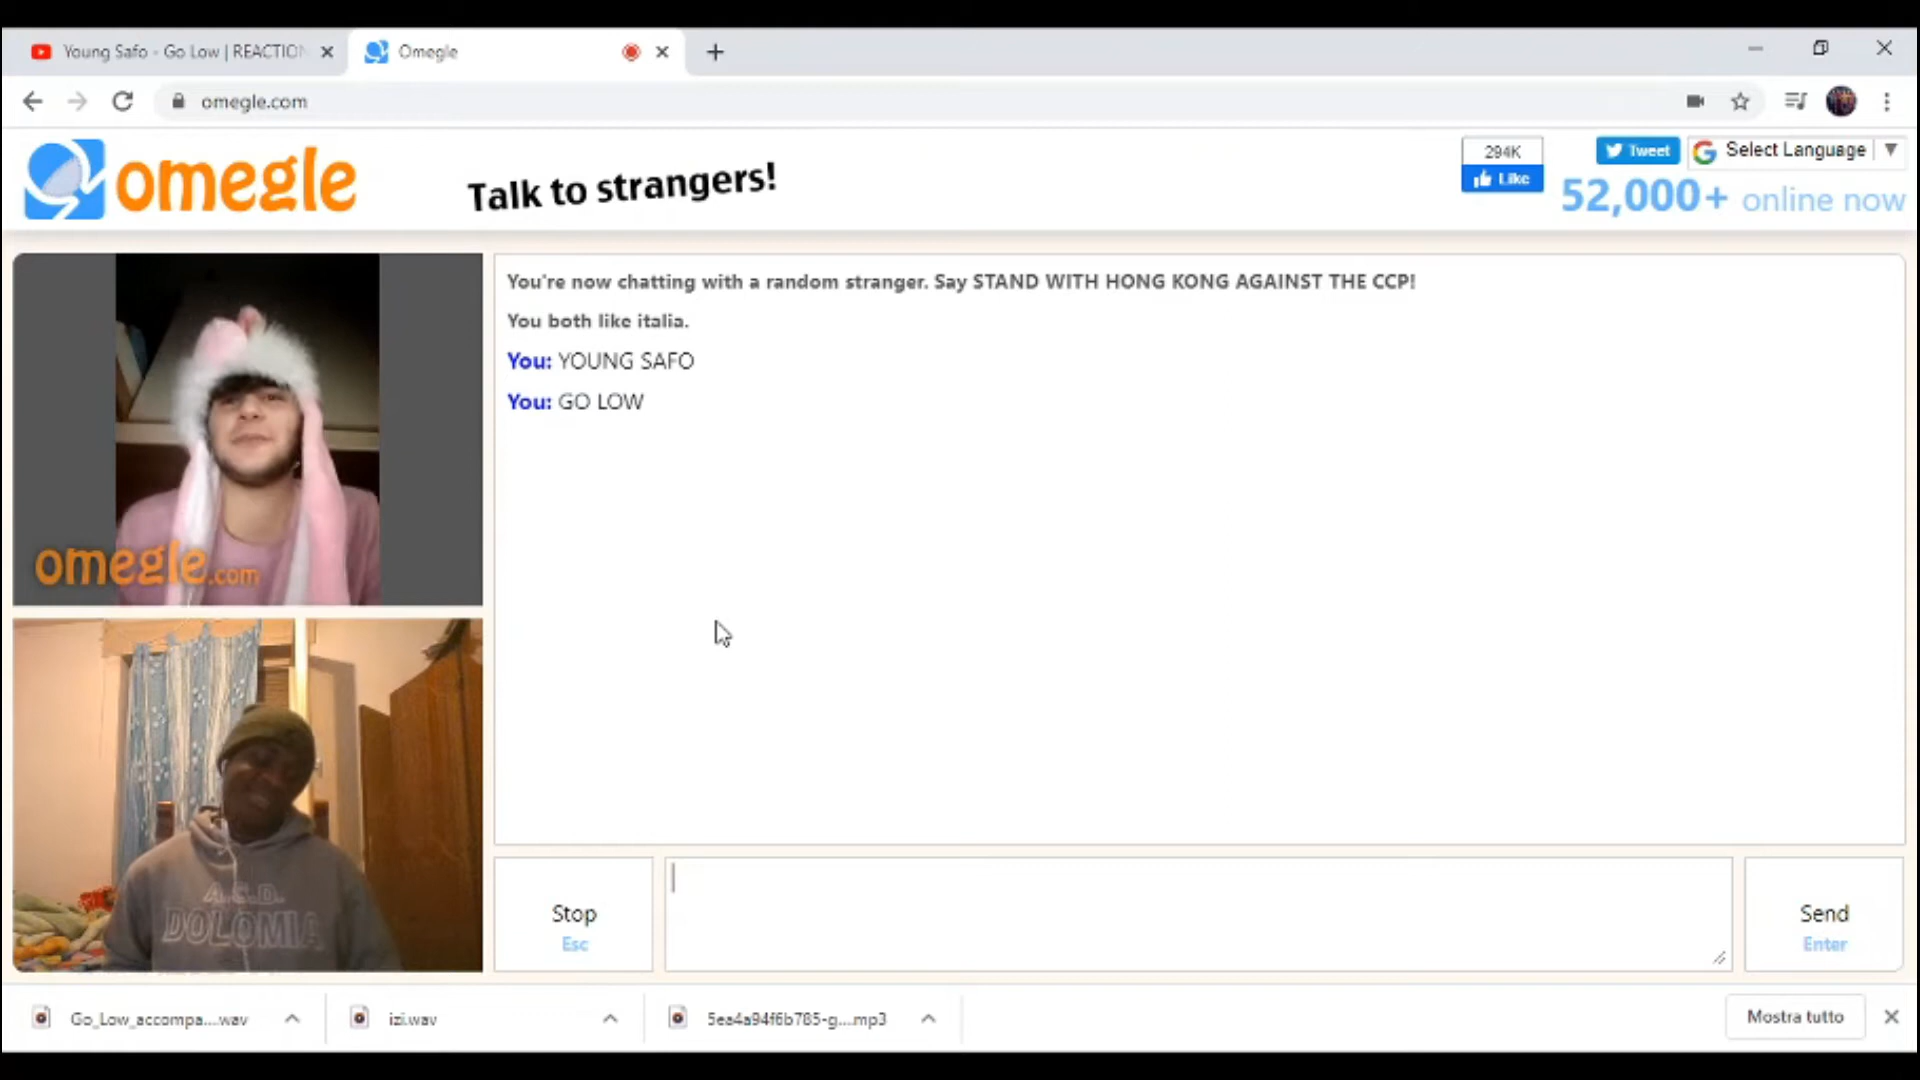 Young Safo - Go Low | REACTION
Omegle
omegle.com
omegle
Talk to strangers!
294K
Like
Tweet
Select Language
52,000+ online now
You're now chatting with a random stranger. Say STAND WITH HONG KONG AGAINST THE CCP!
You both like italia.
You: YOUNG SAFO
You: GO LOW
omegle.com
A.S.D.
DOLOMIA
Stop
Esc
Send
Enter
Go_Low_accompa....wav
izi.wav
5ea4a94f6b785-g....mp3
Mostra tutto